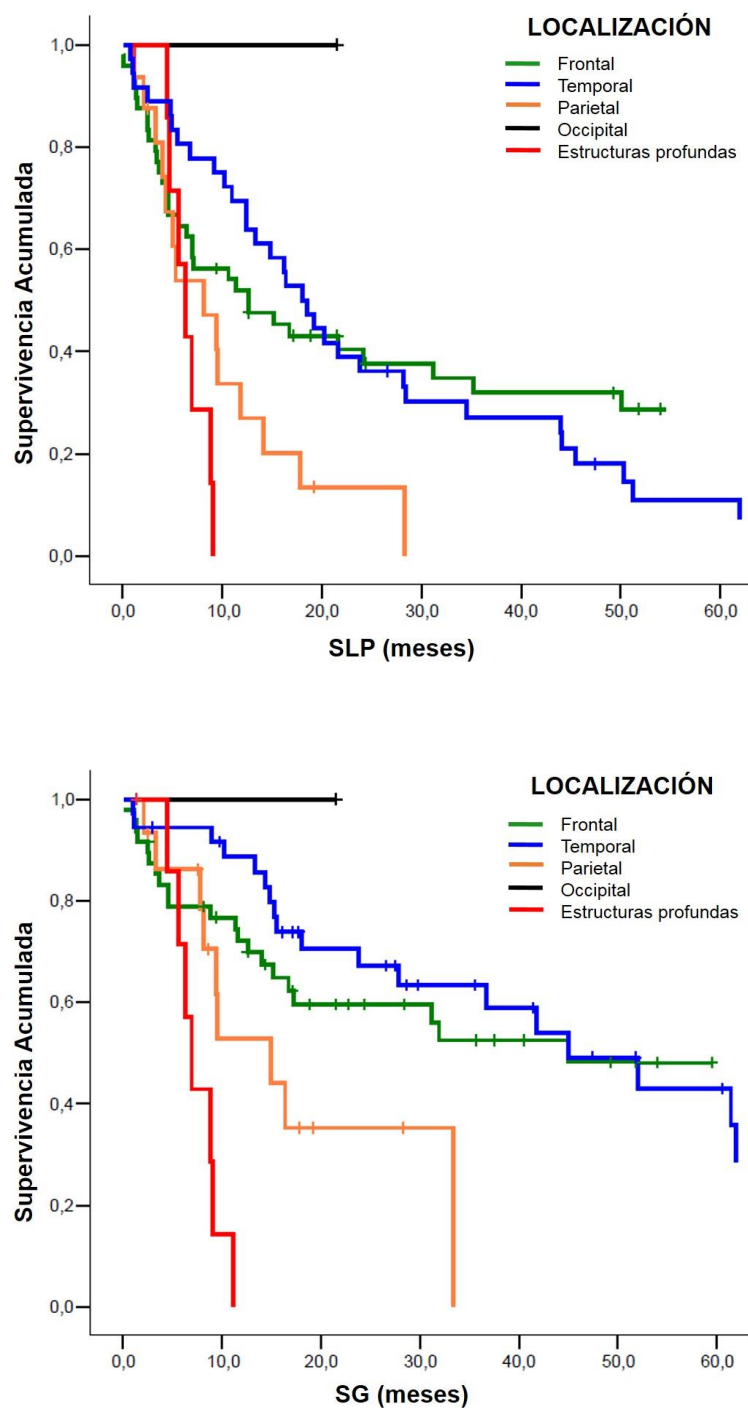 LOCALIZACIÓN
Frontal
Temporal
Parietal
Occipital
Estructuras profundas
Supervivencia Acumulada
1,0
0,8
0,6
0,4
0,2
0,0
0,0 10,0 20,0 30,0 40,0 50,0 60,0
SLP (meses)
LOCALIZACIÓN
Frontal
Temporal
Parietal
Occipital
Estructuras profundas
Supervivencia Acumulada
1,0
0,8
0,6
0,4
0,2
0,0
0,0 10,0 20,0 30,0 40,0 50,0 60,0
SG (meses)